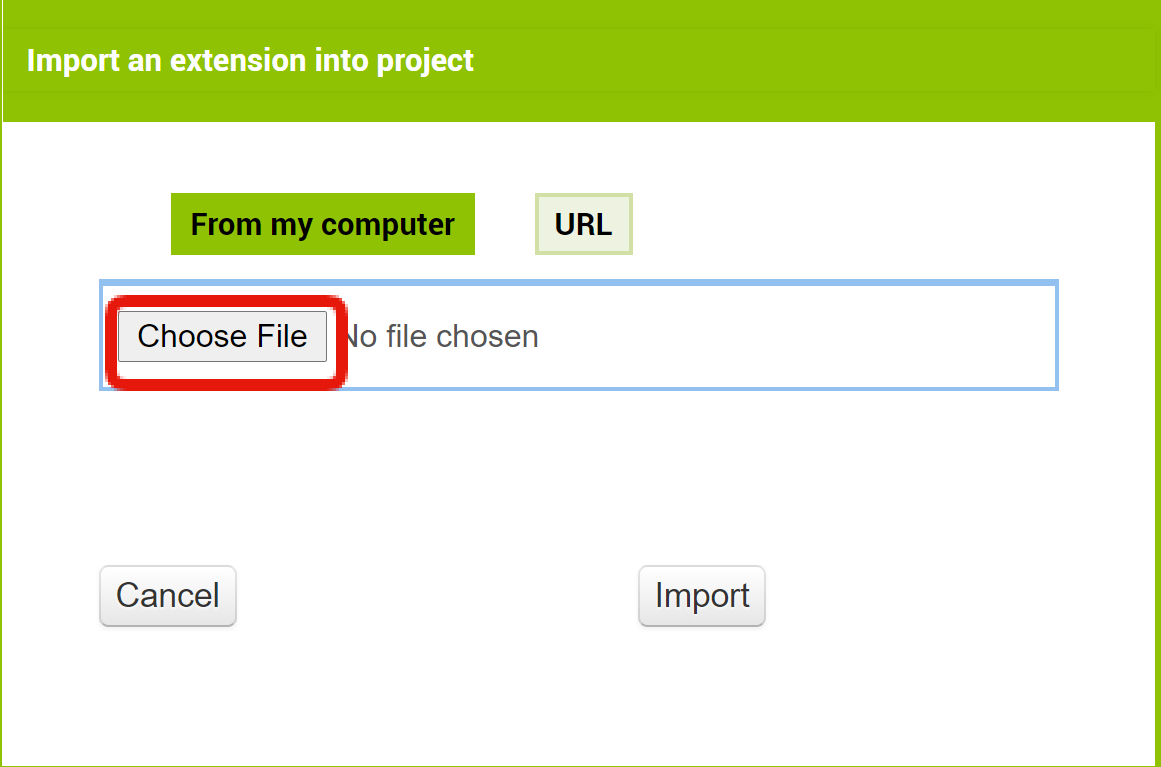 Import an extension into project
From my computer URL
Choose File No file chosen
Cancel Import